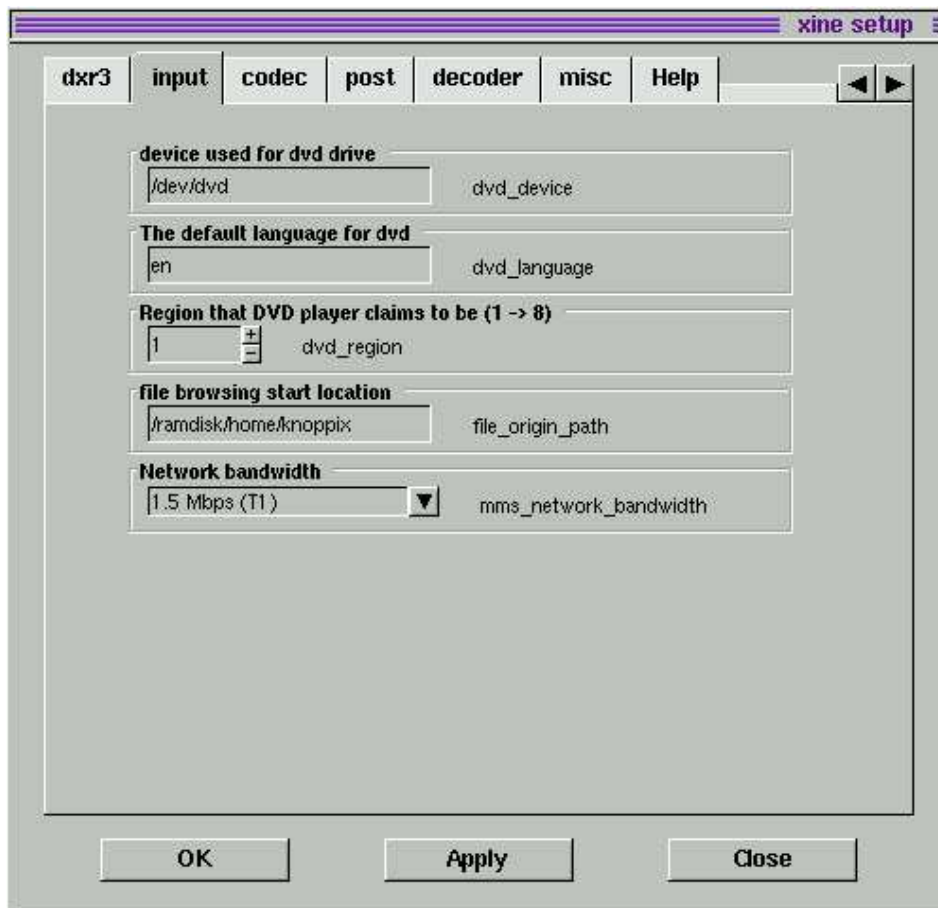 xine setup
dxr3 input codec post decoder misc Help
device used for dvd drive
/dev/dvd dvd_device
The default language for dvd
en dvd_language
Region that DVD player claims to be (1 -> 8)
1 + - dvd_region
file browsing start location
/ramdisk/home/knoppix file_origin_path
Network bandwidth
1.5 Mbps (T1) mms_network_bandwidth
OK Apply Close